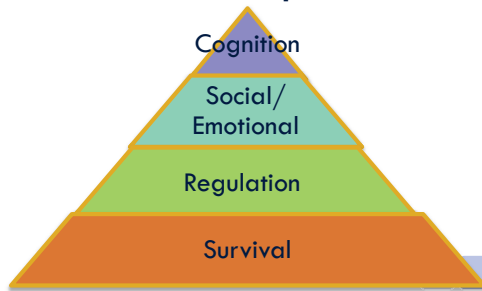 Cognition
Social/
Emotional
Regulation
Survival